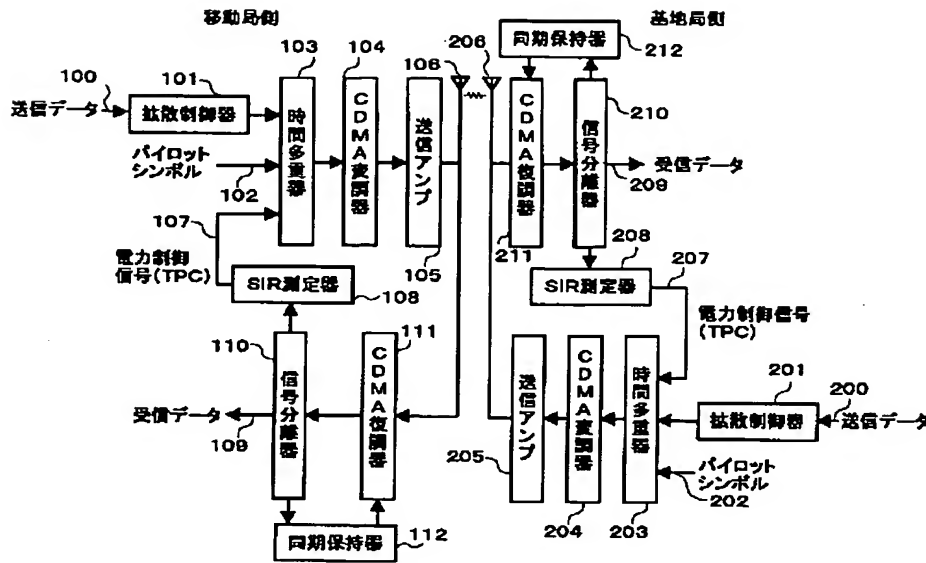 移動局側
基地局側
100
送信データ
101
拡散制御器
パイロット
シンボル
102
103
時間多重器
104
CDMA変調器
送信アンプ
105
106
107
電力制御
信号(TPC)
SIR測定器
108
110
信号分離器
受信データ
109
111
CDMA復調器
同期保持器
112
206
同期保持器
212
CDMA復調器
211
210
信号分離器
受信データ
209
208
SIR測定器
207
電力制御信号
(TPC)
201
拡散制御器
200
送信データ
パイロット
シンボル
202
時間多重器
203
CDMA変調器
204
送信アンプ
205